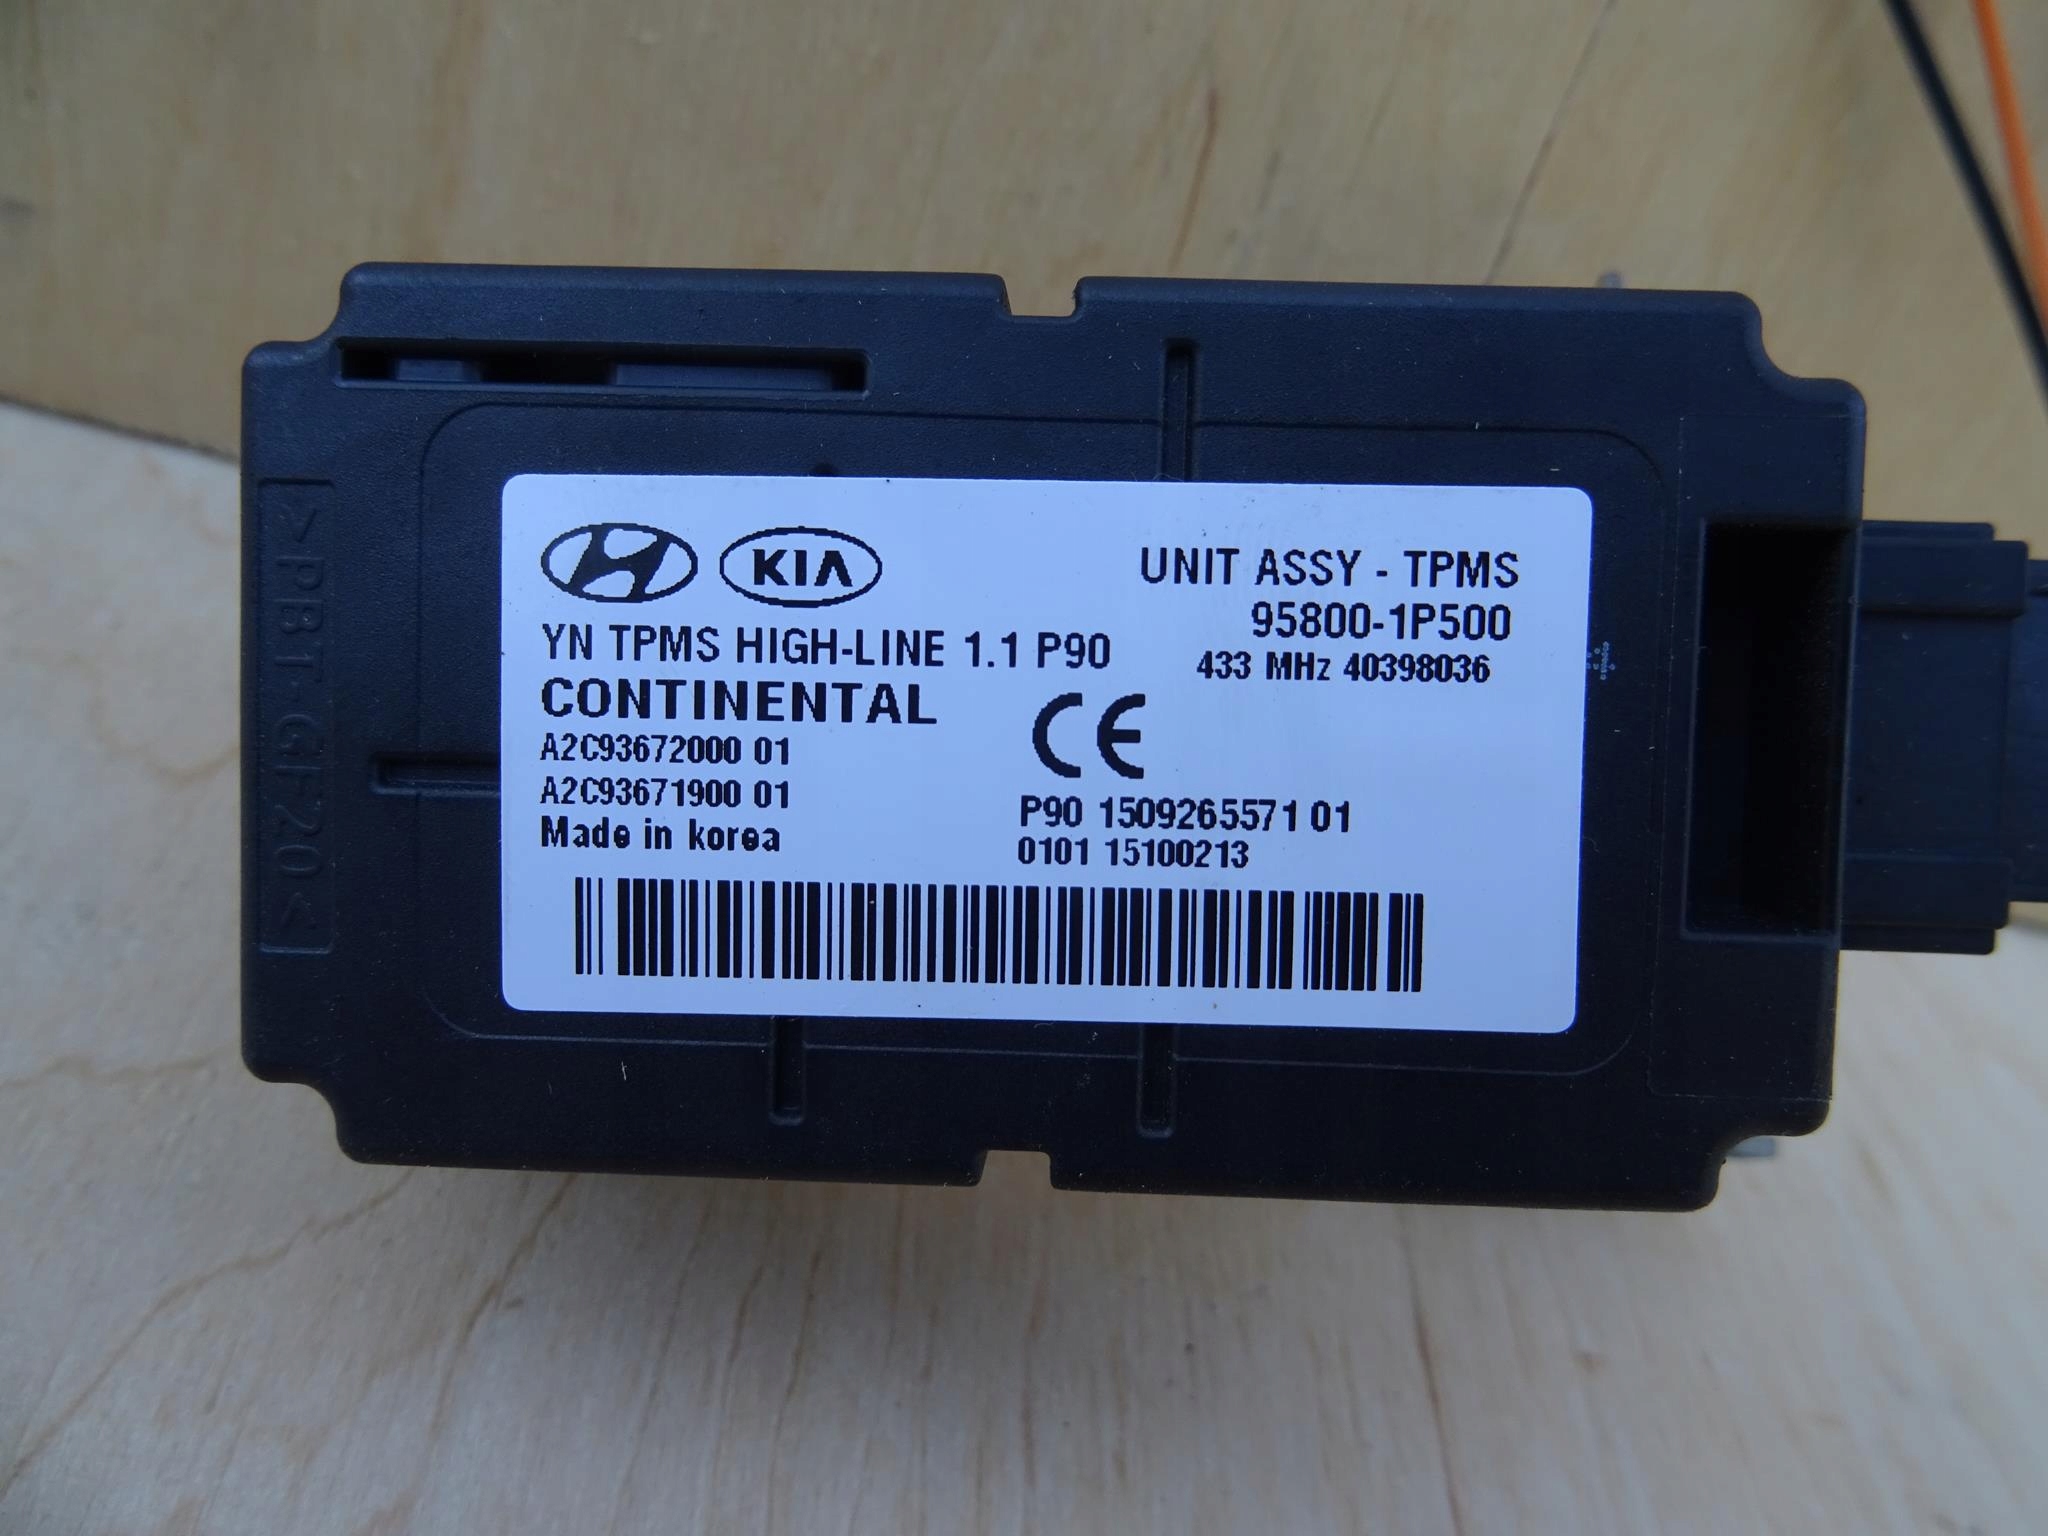 KIA
UNIT ASSY - TPMS
95800-1P500
433 MHz 40398036
YN TPMS HIGH-LINE 1.1 P90
CONTINENTAL
A2C93672000 01
A2C93671900 01
Made in korea
CE
P90 1509265571 01
0101 15100213
>PBT-GF20<